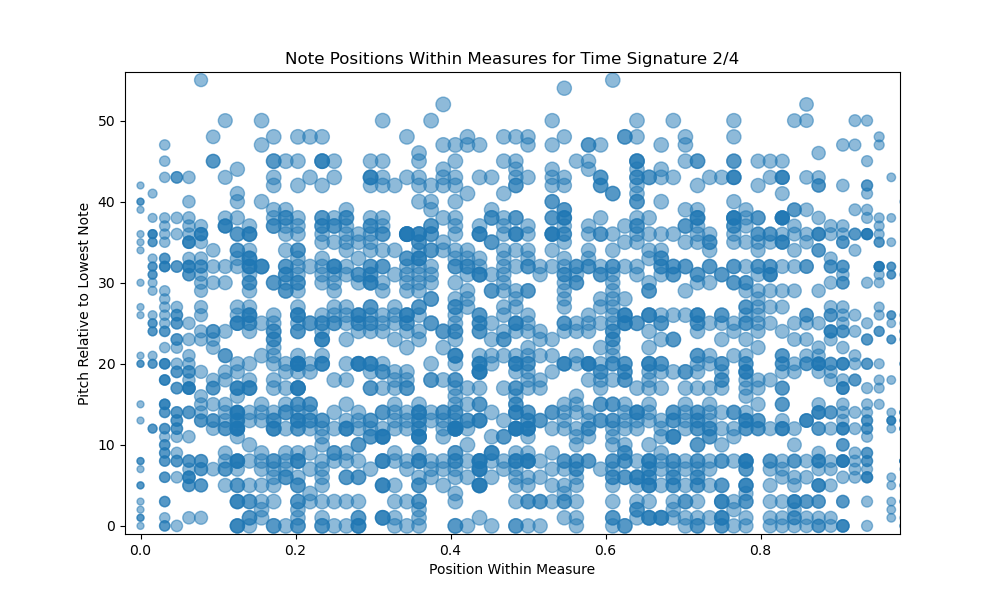 Note Positions Within Measures for Time Signature 2/4
50
40
30
20
10
0
Pitch Relative to Lowest Note
0.0 0.2 0.4 0.6 0.8
Position Within Measure